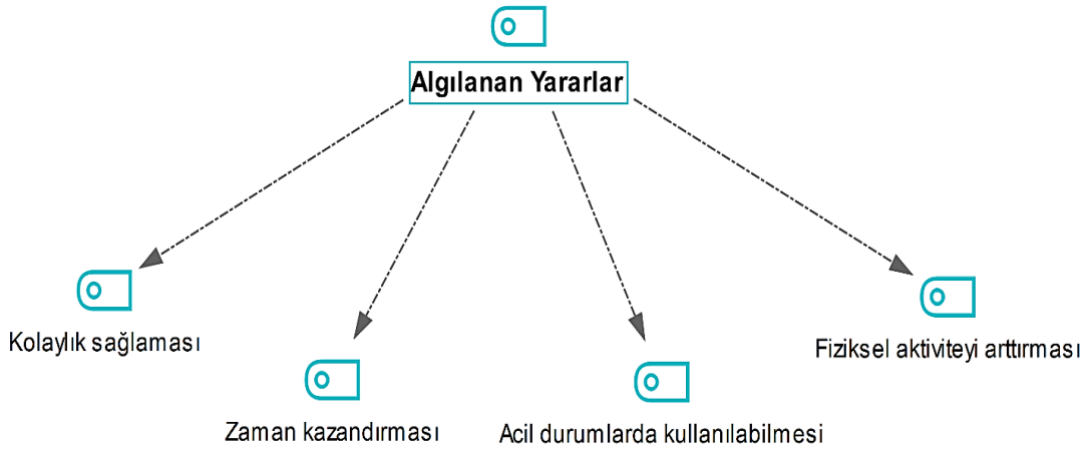 Algılanan Yararlar
Kolaylık sağlaması
Fiziksel aktiviteyi arttırması
Zaman kazandırması
Acil durumlarda kullanılabilmesi